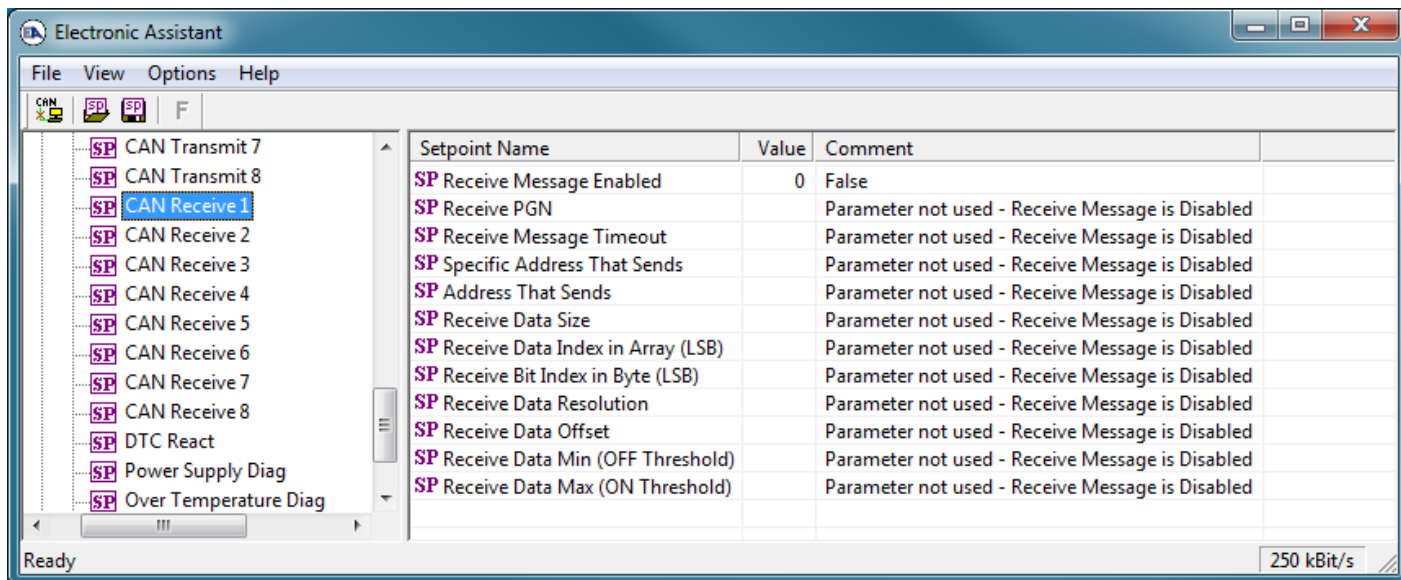 Electronic Assistant
File View Options Help
CAN SP SP F
SP CAN Transmit 7
SP CAN Transmit 8
SP CAN Receive 1
SP CAN Receive 2
SP CAN Receive 3
SP CAN Receive 4
SP CAN Receive 5
SP CAN Receive 6
SP CAN Receive 7
SP CAN Receive 8
SP DTC React
SP Power Supply Diag
SP Over Temperature Diag
Setpoint Name Value Comment
SP Receive Message Enabled 0 False
SP Receive PGN Parameter not used - Receive Message is Disabled
SP Receive Message Timeout Parameter not used - Receive Message is Disabled
SP Specific Address That Sends Parameter not used - Receive Message is Disabled
SP Address That Sends Parameter not used - Receive Message is Disabled
SP Receive Data Size Parameter not used - Receive Message is Disabled
SP Receive Data Index in Array (LSB) Parameter not used - Receive Message is Disabled
SP Receive Bit Index in Byte (LSB) Parameter not used - Receive Message is Disabled
SP Receive Data Resolution Parameter not used - Receive Message is Disabled
SP Receive Data Offset Parameter not used - Receive Message is Disabled
SP Receive Data Min (OFF Threshold) Parameter not used - Receive Message is Disabled
SP Receive Data Max (ON Threshold) Parameter not used - Receive Message is Disabled
Ready 250 kBit/s